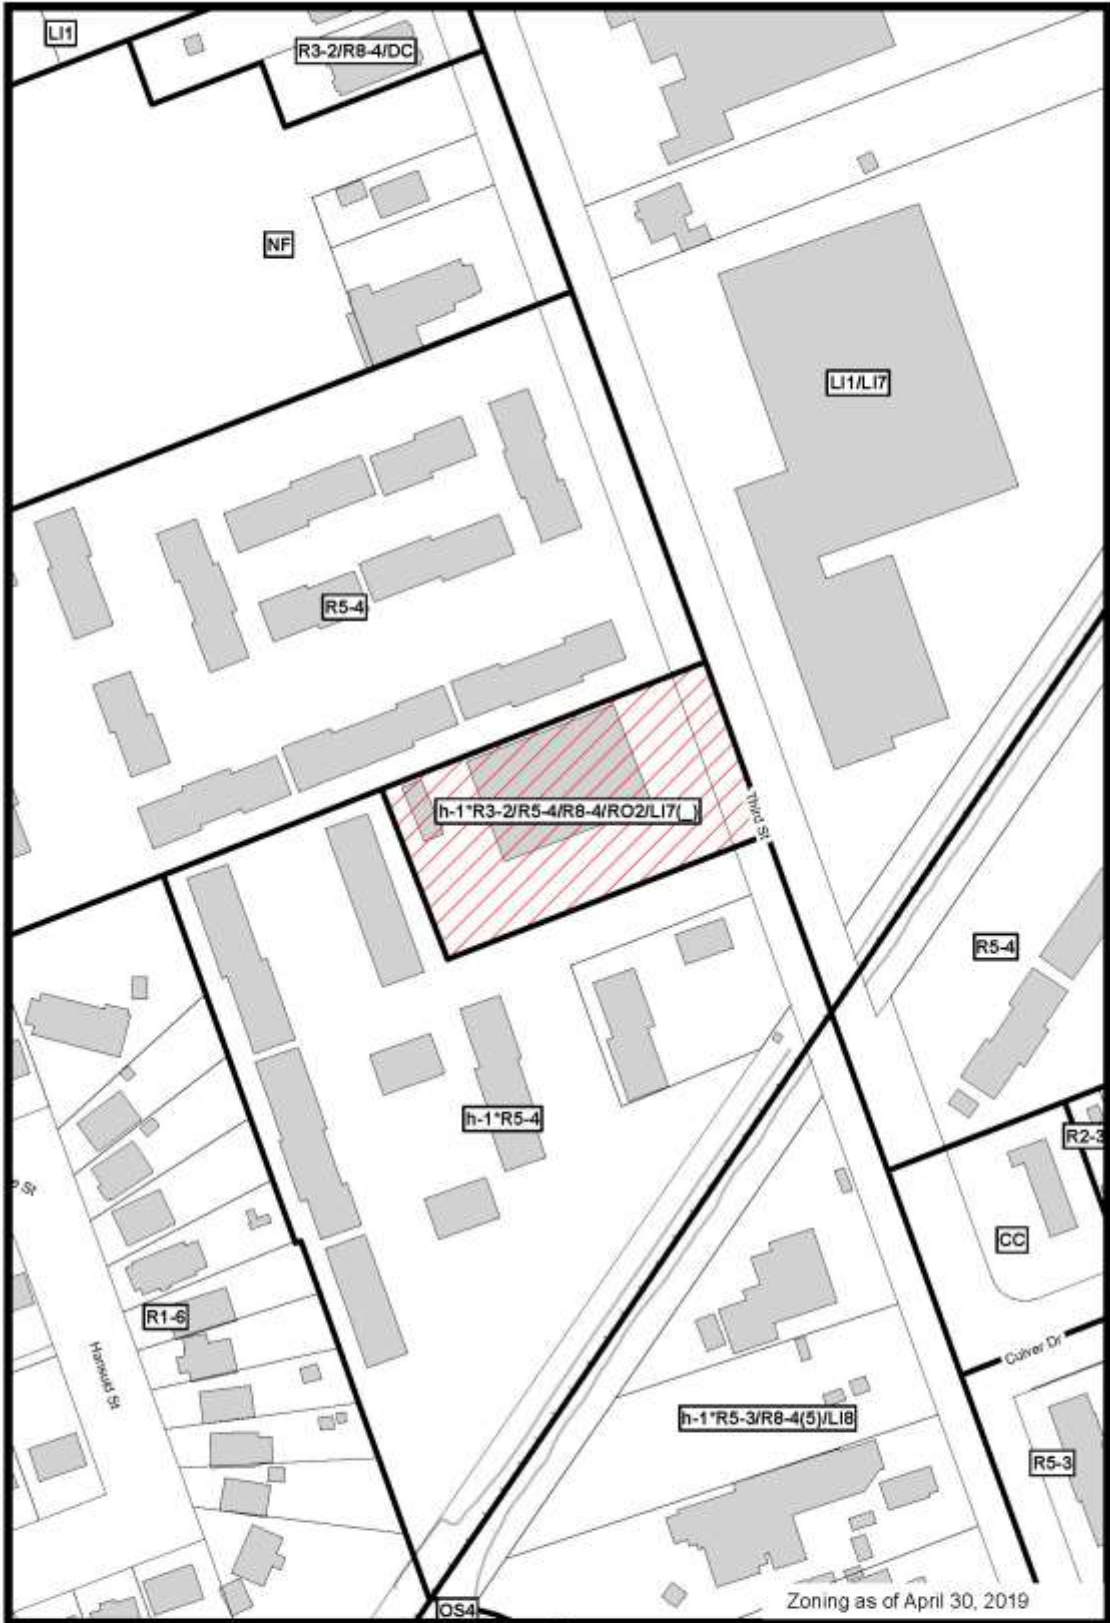 LI1
R3-2/R8-4/DC
NF
LI1/LI7
R5-4
h-1*R3-2/R5-4/R8-4/RO2/LI7(_)
Third St
R5-4
h-1*R5-4
R2-3
St
CC
R1-6
Culver Dr
h-1*R5-3/R8-4(5)/LI8
R5-3
OS4
Zoning as of April 30, 2019